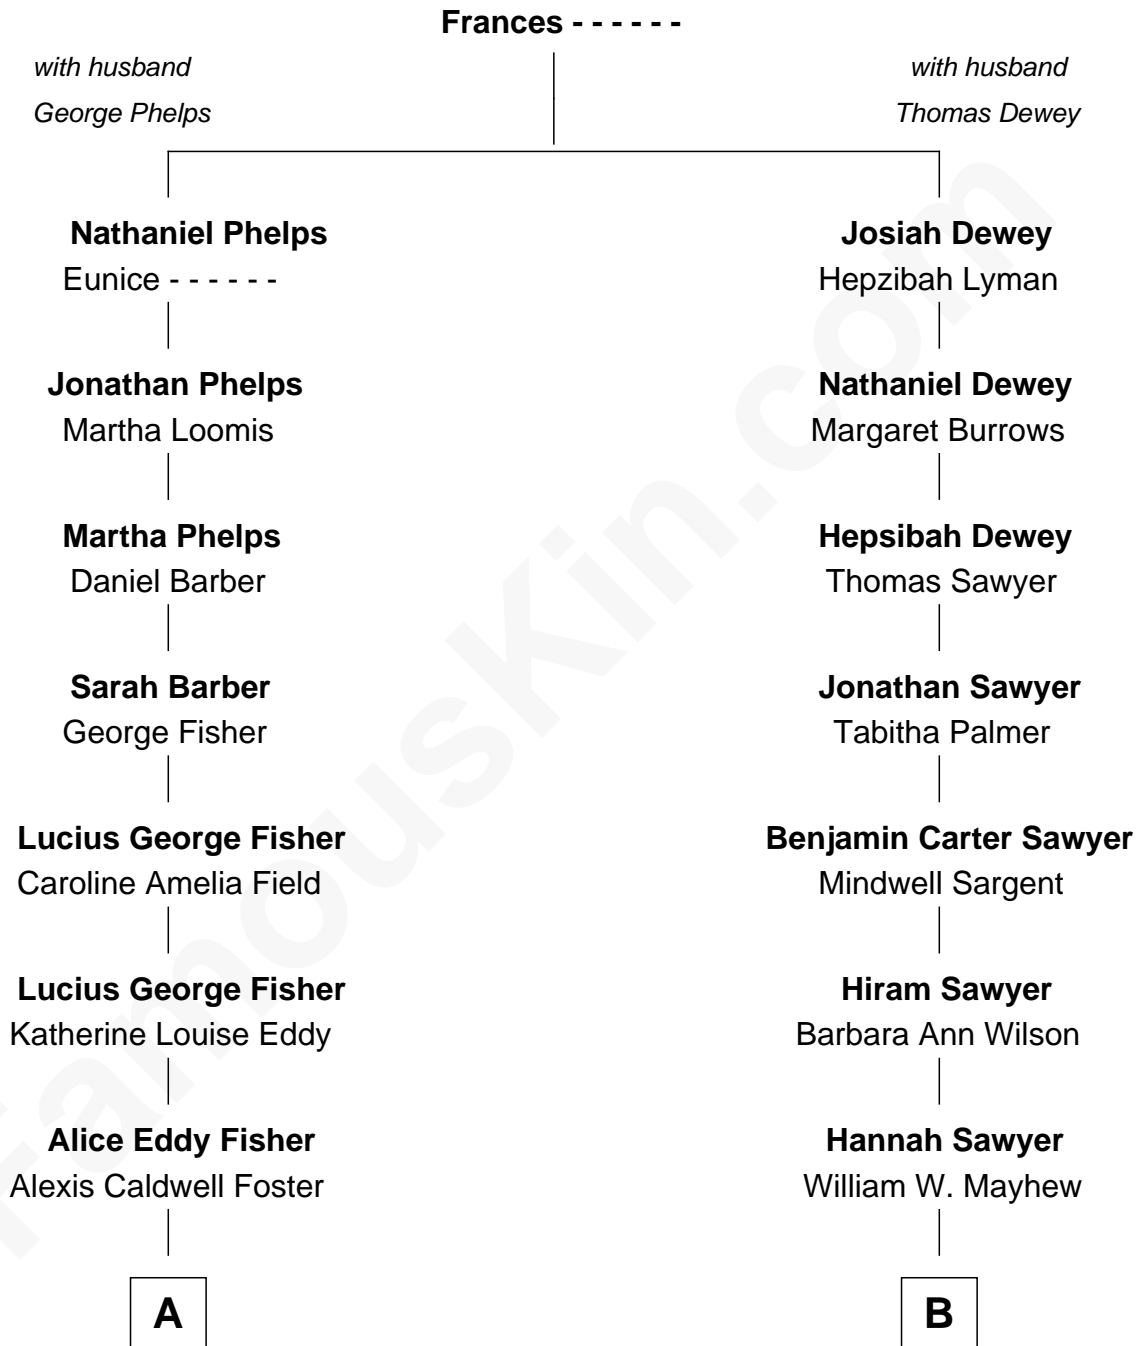 Frances - - - - - -
with husband
George Phelps
with husband
Thomas Dewey
Nathaniel Phelps
Eunice - - - - - -
Josiah Dewey
Hepzibah Lyman
Jonathan Phelps
Martha Loomis
Nathaniel Dewey
Margaret Burrows
Martha Phelps
Daniel Barber
Hepsibah Dewey
Thomas Sawyer
Sarah Barber
George Fisher
Jonathan Sawyer
Tabitha Palmer
Lucius George Fisher
Caroline Amelia Field
Benjamin Carter Sawyer
Mindwell Sargent
Lucius George Fisher
Katherine Louise Eddy
Hiram Sawyer
Barbara Ann Wilson
Alice Eddy Fisher
Alexis Caldwell Foster
Hannah Sawyer
William W. Mayhew
A
B
FamousKin.com